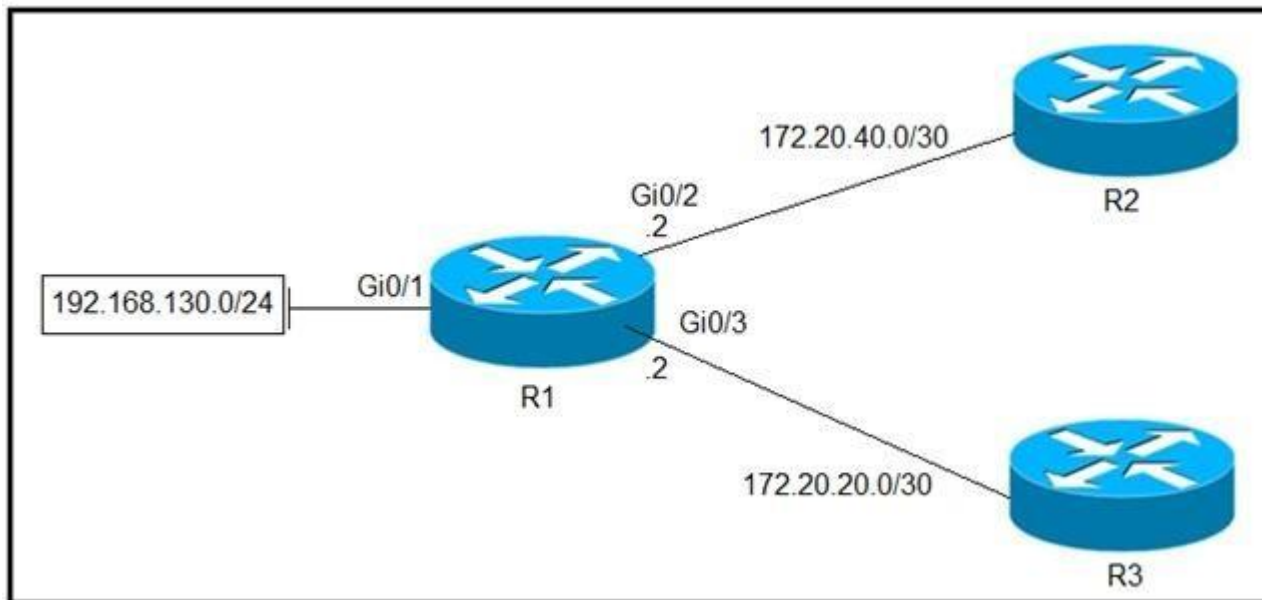 172.20.40.0/30
Gi0/2
.2
R2
192.168.130.0/24
Gi0/1
Gi0/3
.2
R1
172.20.20.0/30
R3